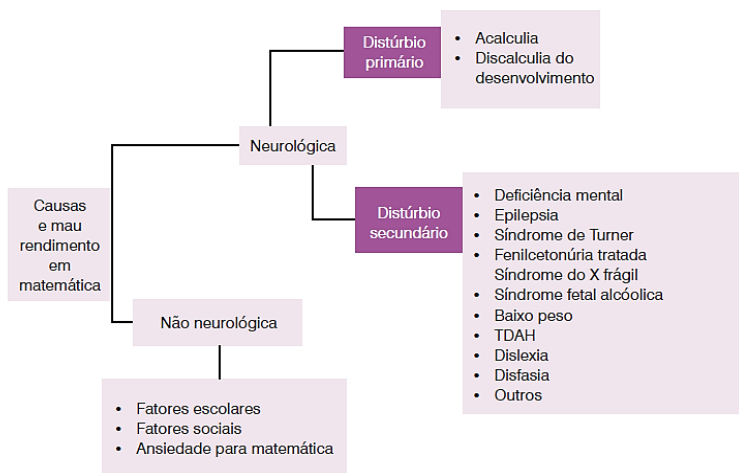 Distúrbio
primário
• Acalculia
• Discalculia do
desenvolvimento
Neurológica
Causas
e mau
rendimento
em
matemática
Distúrbio
secundário
• Deficiência mental
• Epilepsia
• Síndrome de Turner
• Fenilcetonúria tratada
Síndrome do X frágil
• Síndrome fetal alcóolica
• Baixo peso
• TDAH
• Dislexia
• Disfasia
• Outros
Não neurológica
• Fatores escolares
• Fatores sociais
• Ansiedade para matemática